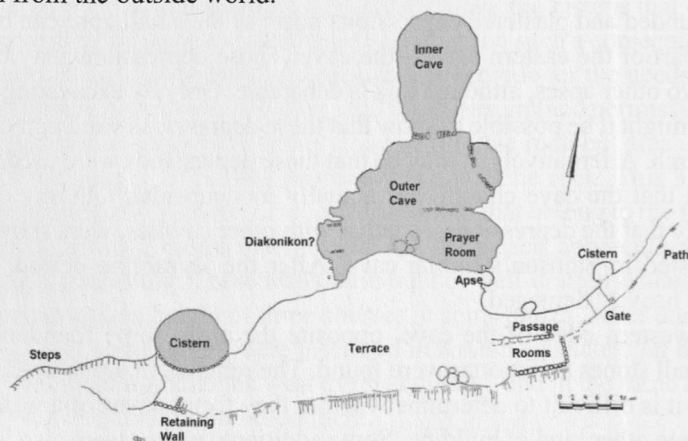 from the outside world.
Inner
Cave
Outer
Cave
Diakonikon?
Prayer
Room
Cistern
Path
Apse
Passage
Gate
Cistern
Rooms
Steps
Terrace
Retaining
Wall